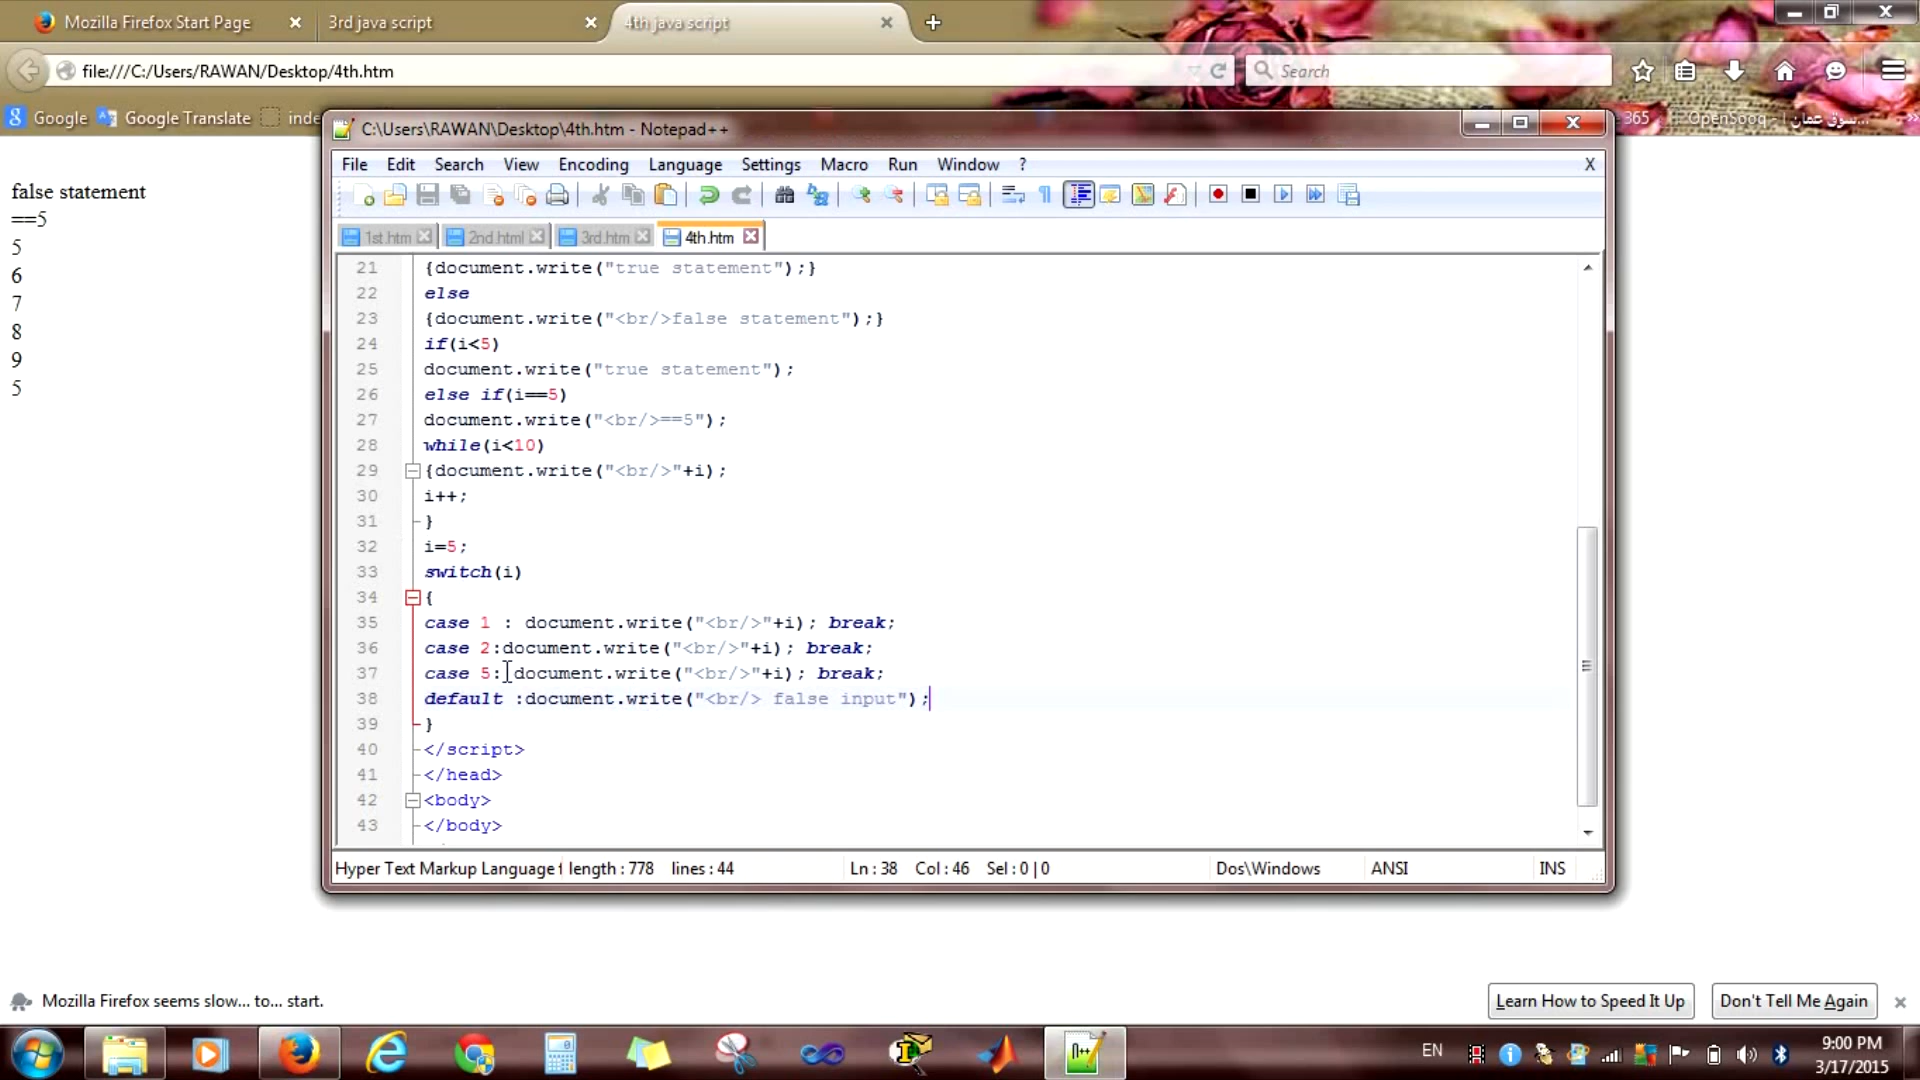 Mozilla Firefox Start Page
3rd java script
4th java script
file:///C:/Users/RAWAN/Desktop/4th.htm
Search
Google
Google Translate
inde
365
OpenSooq - سوق عمان...
C:\Users\RAWAN\Desktop\4th.htm - Notepad++
File Edit Search View Encoding Language Settings Macro Run Window ? X
1st.htm
2nd.html
3rd.htm
4th.htm
false statement
==5
5
6
7
8
9
5
21 {document.write("true statement");}
22 else
23 {document.write("<br/>false statement");}
24 if(i<5)
25 document.write("true statement");
26 else if(i==5)
27 document.write("<br/>==5");
28 while(i<10)
29 {document.write("<br/>"+i);
30 i++;
31 }
32 i=5;
33 switch(i)
34 {
35 case 1 : document.write("<br/>"+i); break;
36 case 2:document.write("<br/>"+i); break;
37 case 5: document.write("<br/>"+i); break;
38 default :document.write("<br/> false input");
39 }
40 </script>
41 </head>
42 <body>
43 </body>
Hyper Text Markup Language f length : 778 lines : 44 Ln : 38 Col : 46 Sel : 0 | 0 Dos\Windows ANSI INS
Mozilla Firefox seems slow... to... start.
Learn How to Speed It Up
Don't Tell Me Again
EN
9:00 PM
3/17/2015